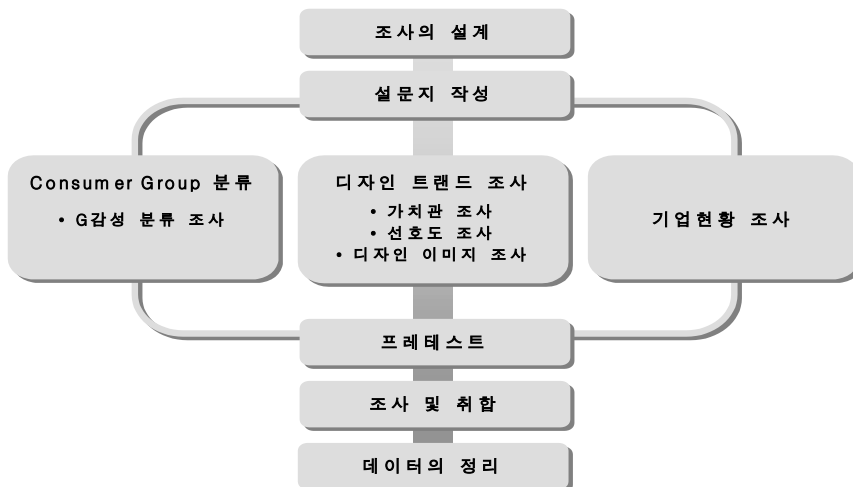 조사의 설계
설문지 작성
Consumer Group 분류
• G감성 분류 조사
디자인 트랜드 조사
• 가치관 조사
• 선호도 조사
• 디자인 이미지 조사
기업현황 조사
프레테스트
조사 및 취합
데이터의 정리